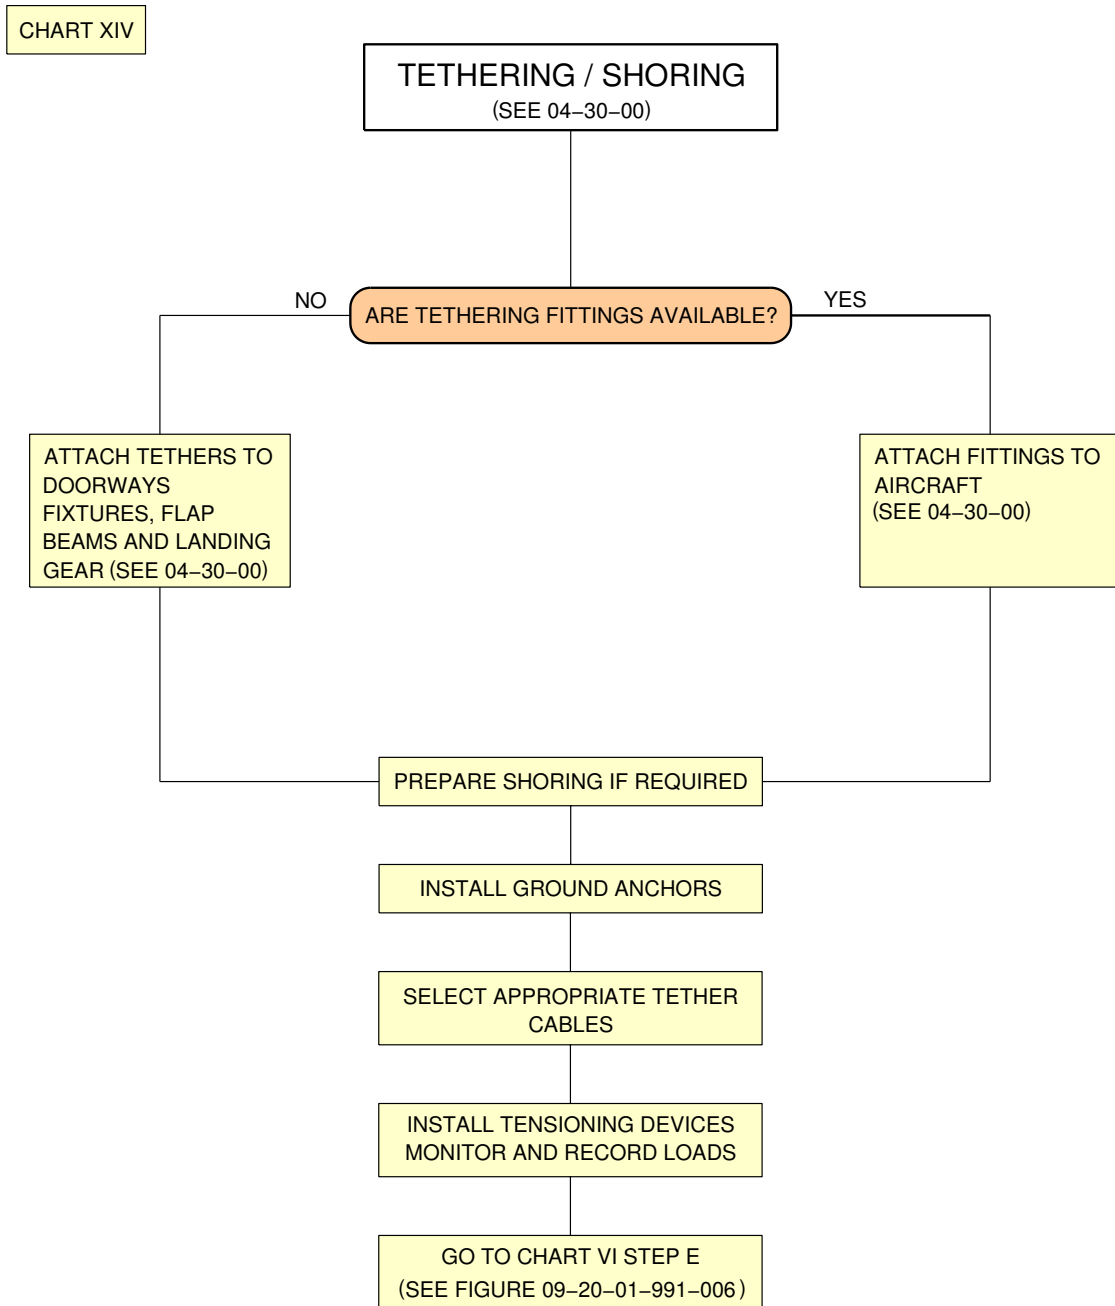 CHART XIV
TETHERING / SHORING
(SEE 04−30−00)
NO
ARE TETHERING FITTINGS AVAILABLE?
YES
ATTACH TETHERS TO
DOORWAYS
FIXTURES, FLAP
BEAMS AND LANDING
GEAR (SEE 04−30−00)
ATTACH FITTINGS TO
AIRCRAFT
(SEE 04−30−00)
PREPARE SHORING IF REQUIRED
INSTALL GROUND ANCHORS
SELECT APPROPRIATE TETHER
CABLES
INSTALL TENSIONING DEVICES
MONITOR AND RECORD LOADS
GO TO CHART VI STEP E
(SEE FIGURE 09−20−01−991−006)